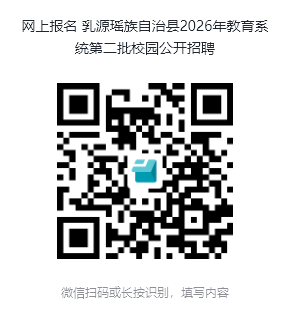 网上报名 乳源瑶族自治县2026年教育系
统第二批校园公开招聘
微信扫码或长按识别，填写内容